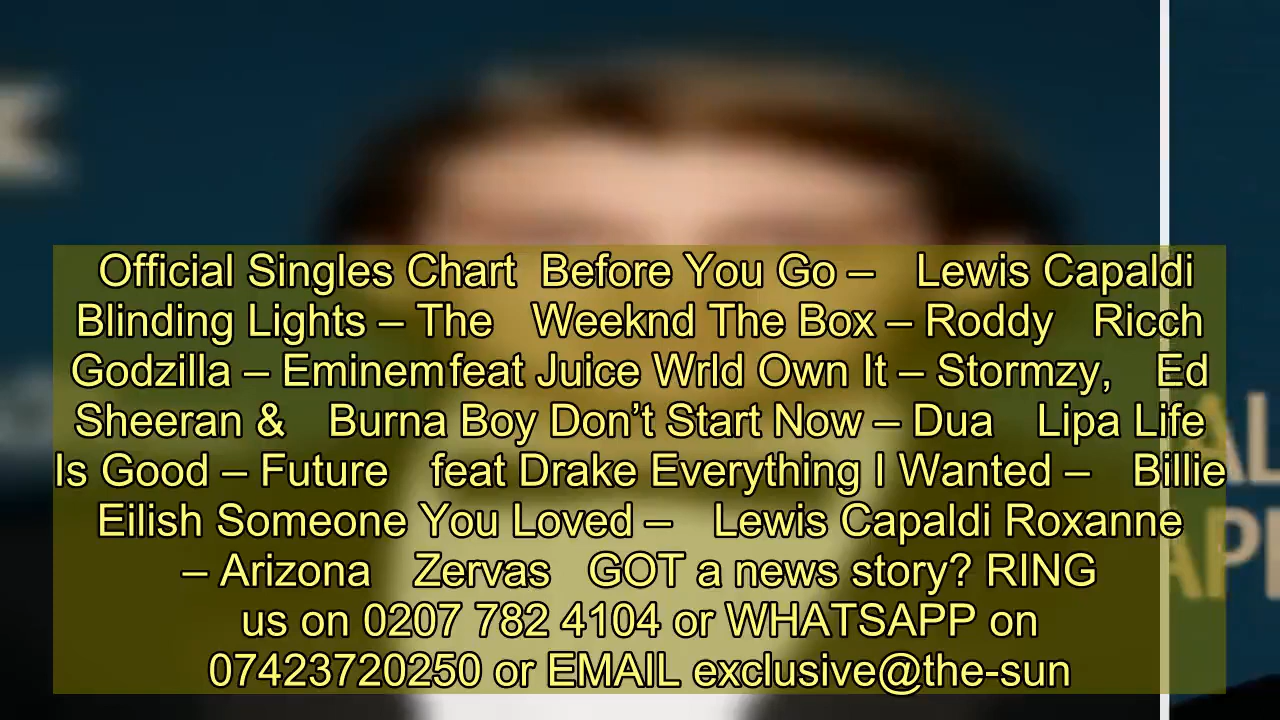 Official Singles Chart  Before You Go –   Lewis Capaldi
Blinding Lights – The   Weeknd The Box – Roddy   Ricch
Godzilla – Eminem feat Juice Wrld Own It – Stormzy,   Ed
Sheeran &   Burna Boy Don’t Start Now – Dua   Lipa Life
Is Good – Future   feat Drake Everything I Wanted –   Billie
Eilish Someone You Loved –   Lewis Capaldi Roxanne
– Arizona   Zervas   GOT a news story? RING
us on 0207 782 4104 or WHATSAPP on
07423720250 or EMAIL exclusive@the-sun